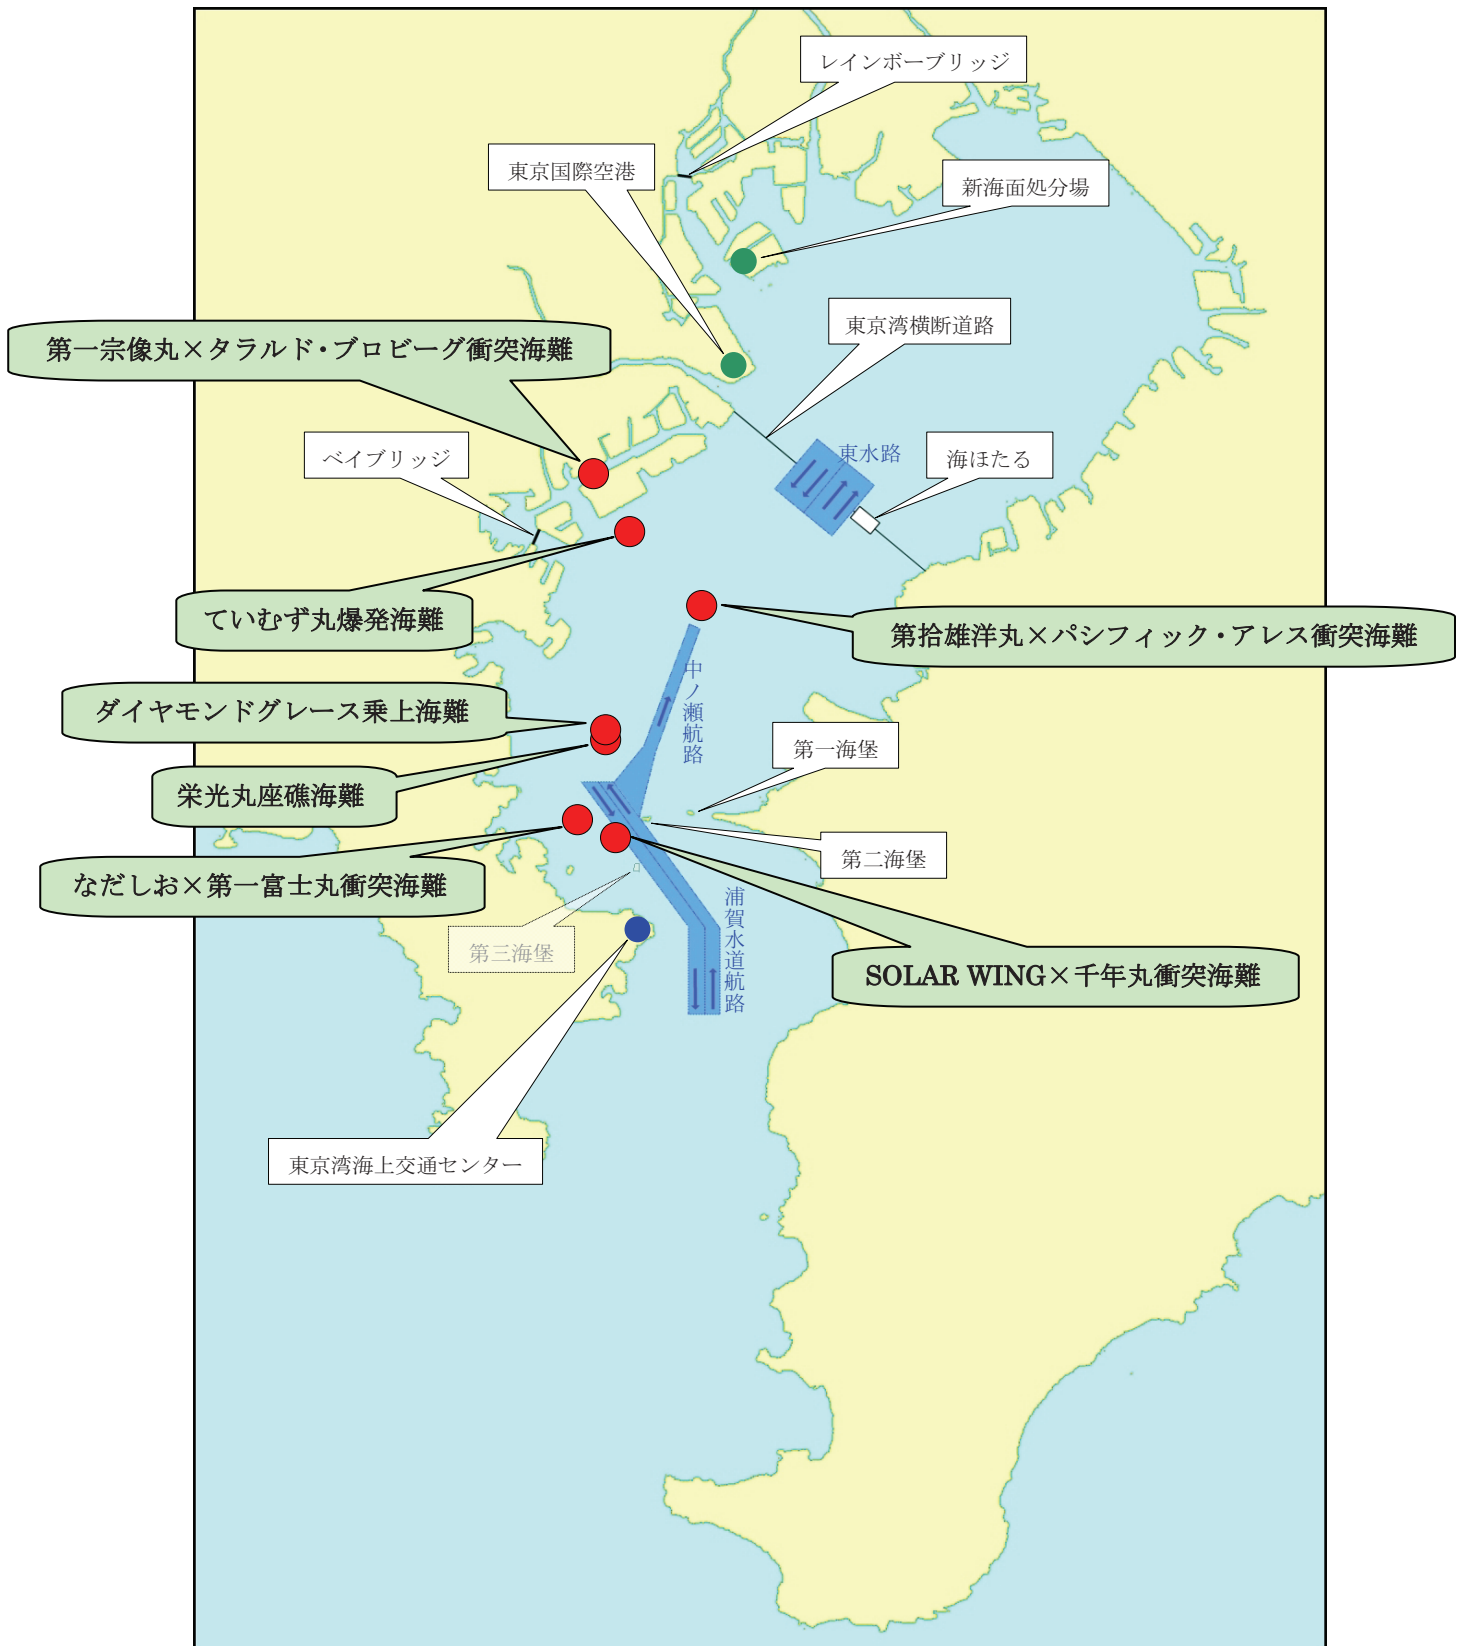 レインボーブリッジ
東京国際空港
新海面処分場
東京湾横断道路
第一宗像丸×タラルド・ブロビーグ衝突海難
ベイブリッジ
東水路
海ほたる
ていむず丸爆発海難
第拾雄洋丸×パシフィック・アレス衝突海難
中ノ瀬航路
ダイヤモンドグレース乗上海難
第一海堡
栄光丸座礁海難
第二海堡
なだしお×第一富士丸衝突海難
浦賀水道航路
第三海堡
SOLAR WING×千年丸衝突海難
東京湾海上交通センター